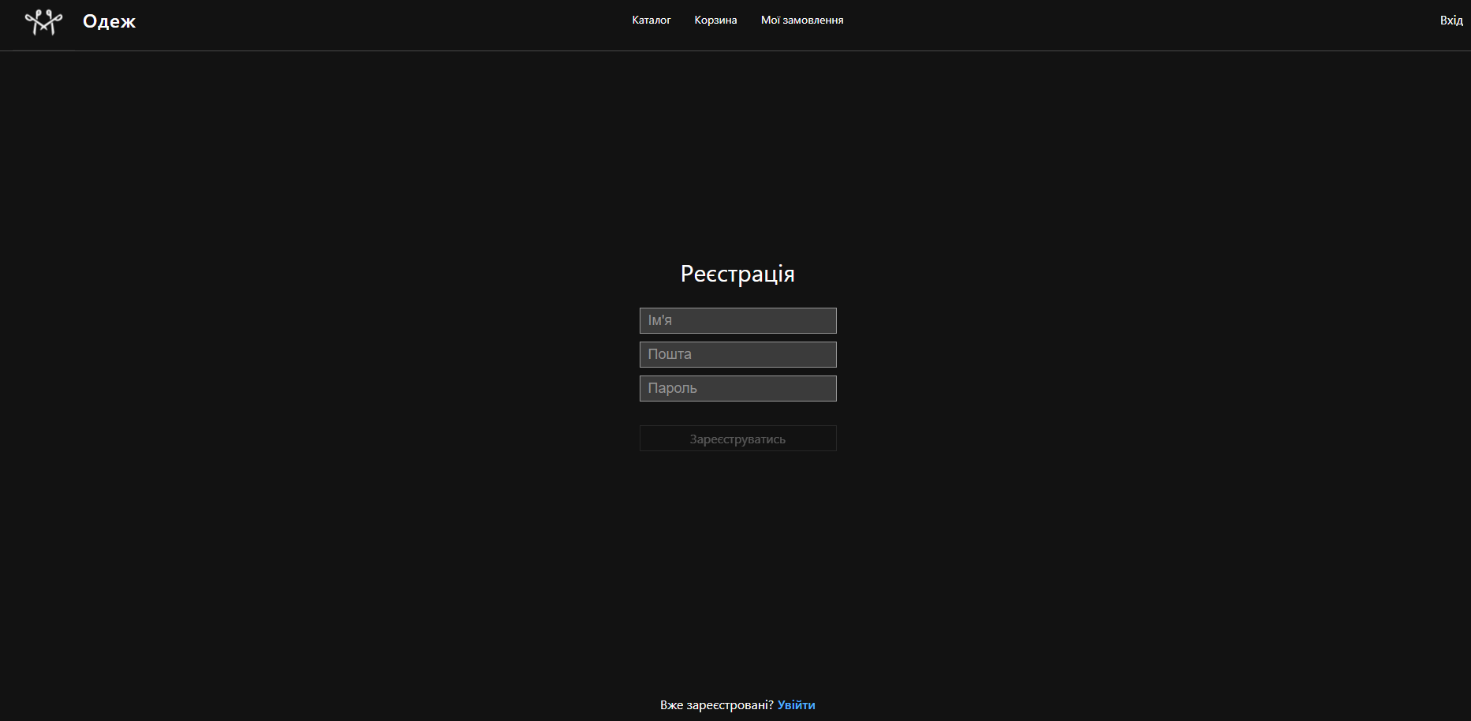 Одеж
Каталог Корзина Мої замовлення
Вхід
Реєстрація
Ім'я
Пошта
Пароль
Зареєструватись
Вже зареєстровані? Увійти